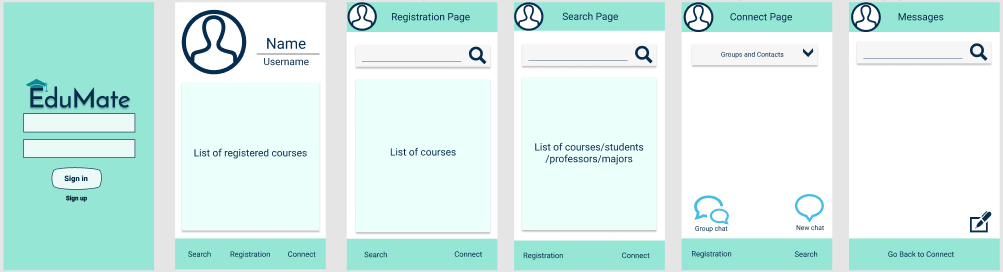 EduMate
Sign in
Sign up
Name
Username
List of registered courses
Search Registration Connect
Registration Page
List of courses
Search Connect
Search Page
List of courses/students
/professors/majors
Registration Connect
Connect Page
Groups and Contacts
Group chat
New chat
Registration Search
Messages
Go Back to Connect